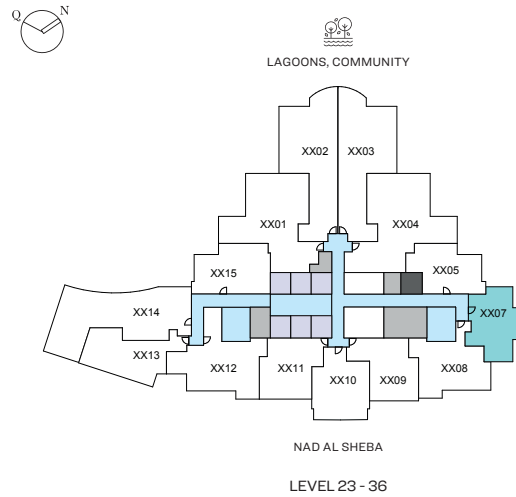 Q N
LAGOONS, COMMUNITY
XX02 XX03
XX01 XX04
XX15 XX05
XX14 XX07
XX13 XX12 XX11 XX10 XX09 XX08
NAD AL SHEBA
LEVEL 23 - 36